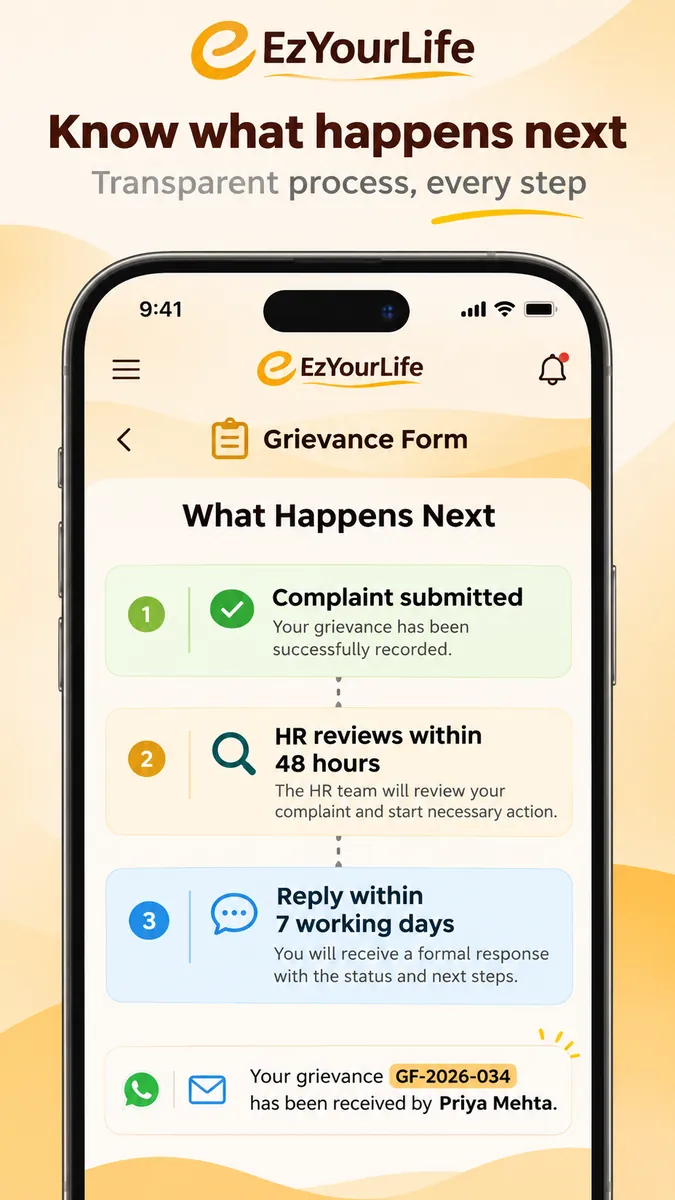 EzYourLife
Know what happens next
Transparent process, every step
9:41
EzYourLife
Grievance Form
What Happens Next
1
Complaint submitted
Your grievance has been
successfully recorded.
2
HR reviews within
48 hours
The HR team will review your
complaint and start necessary action.
3
Reply within
7 working days
You will receive a formal response
with the status and next steps.
Your grievance GF-2026-034
has been received by Priya Mehta.